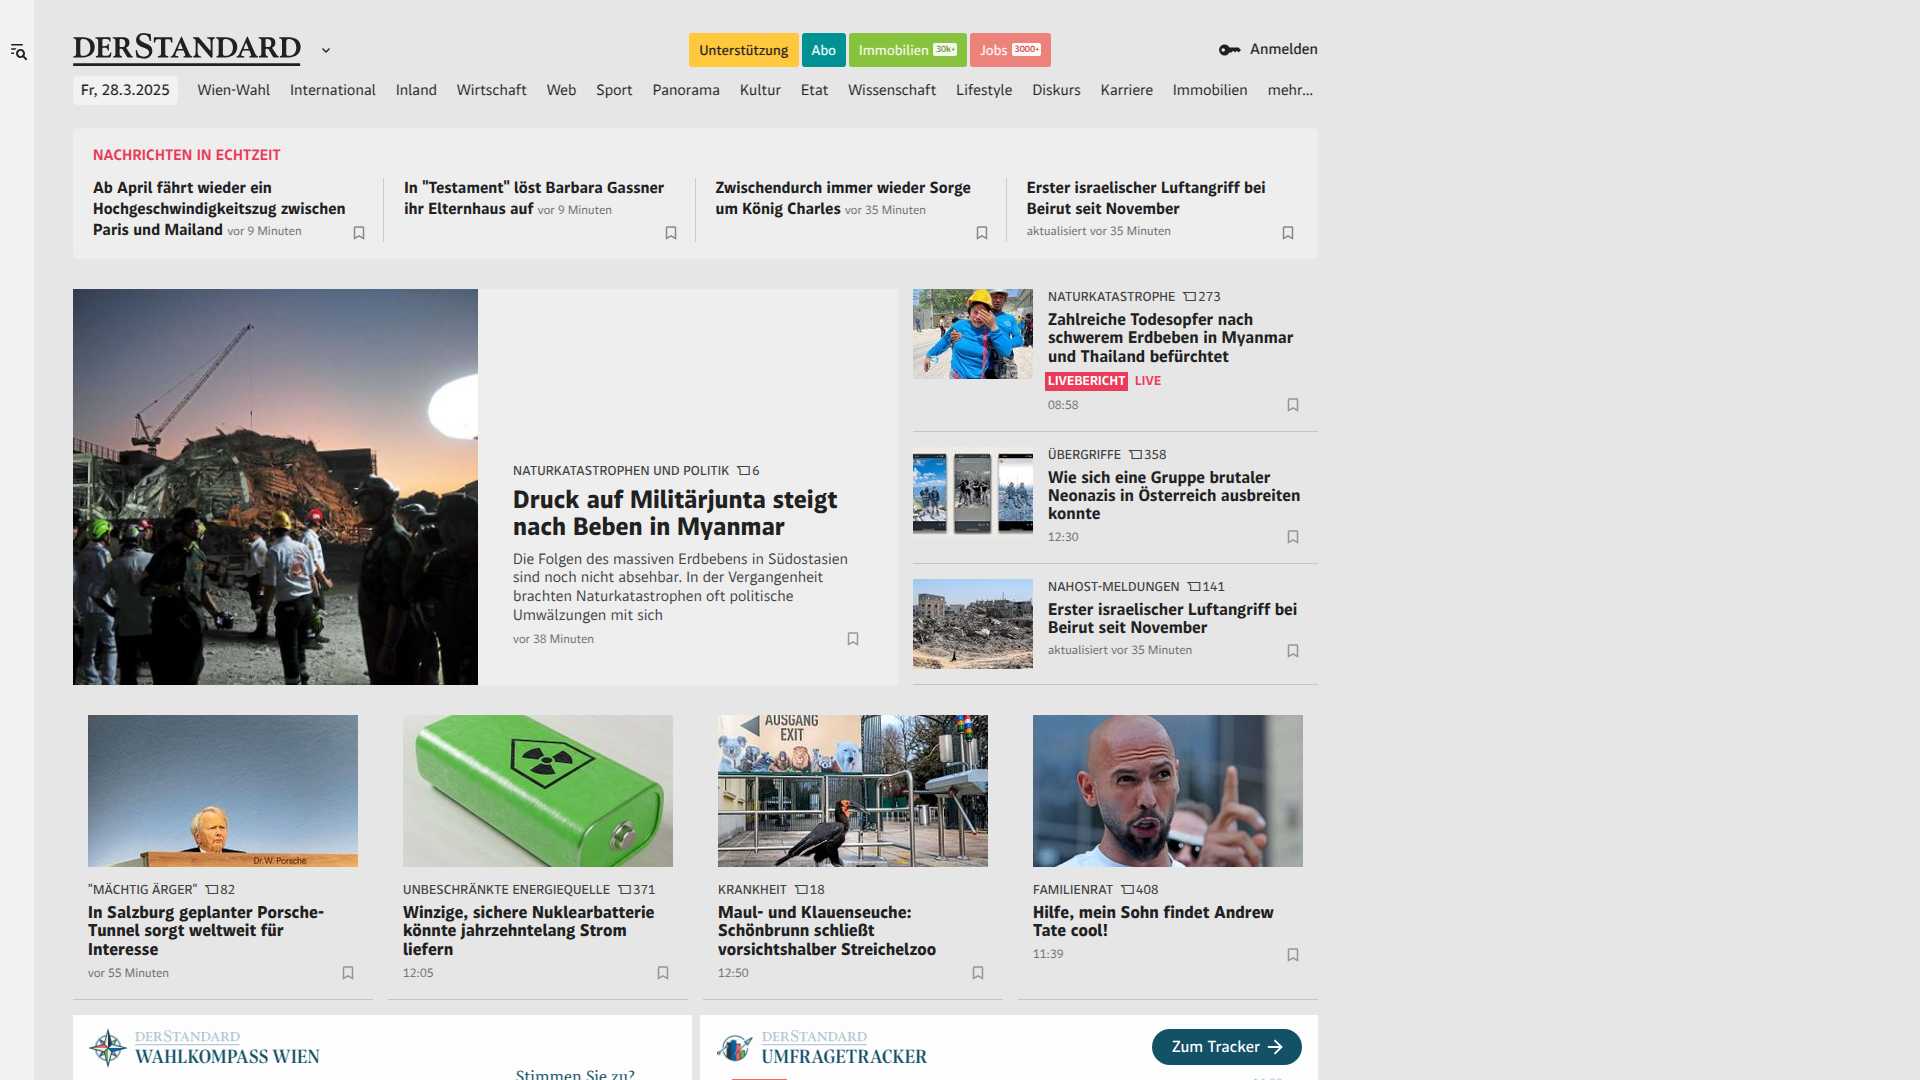 DERSTANDARD
Unterstützung
Abo
Immobilien 30k+
Jobs 3000+
Anmelden
Fr, 28.3.2025
Wien-Wahl
International
Inland
Wirtschaft
Web
Sport
Panorama
Kultur
Etat
Wissenschaft
Lifestyle
Diskurs
Karriere
Immobilien
mehr...
NACHRICHTEN IN ECHTZEIT
Ab April fährt wieder ein
Hochgeschwindigkeitszug zwischen
Paris und Mailand vor 9 Minuten
In "Testament" löst Barbara Gassner
ihr Elternhaus auf vor 9 Minuten
Zwischendurch immer wieder Sorge
um König Charles vor 35 Minuten
Erster israelischer Luftangriff bei
Beirut seit November
aktualisiert vor 35 Minuten
NATURKATASTROPHEN UND POLITIK 6
Druck auf Militärjunta steigt
nach Beben in Myanmar
Die Folgen des massiven Erdbebens in Südostasien
sind noch nicht absehbar. In der Vergangenheit
brachten Naturkatastrophen oft politische
Umwälzungen mit sich
vor 38 Minuten
NATURKATASTROPHE 273
Zahlreiche Todesopfer nach
schwerem Erdbeben in Myanmar
und Thailand befürchtet
LIVEBERICHT LIVE
08:58
ÜBERGRIFFE 358
Wie sich eine Gruppe brutaler
Neonazis in Österreich ausbreiten
konnte
12:30
NAHOST-MELDUNGEN 141
Erster israelischer Luftangriff bei
Beirut seit November
aktualisiert vor 35 Minuten
Dr. W. Porsche
"MÄCHTIG ÄRGER" 82
In Salzburg geplanter Porsche-
Tunnel sorgt weltweit für
Interesse
vor 55 Minuten
UNBESCHRÄNKTE ENERGIEQUELLE 371
Winzige, sichere Nuklearbatterie
könnte jahrzehntelang Strom
liefern
12:05
AUSGANG
EXIT
KRANKHEIT 18
Maul- und Klauenseuche:
Schönbrunn schließt
vorsichtshalber Streichelzoo
12:50
FAMILIENRAT 408
Hilfe, mein Sohn findet Andrew
Tate cool!
11:39
DERSTANDARD
WAHLKOMPASS WIEN
Stimmen Sie zu?
DERSTANDARD
UMFRAGETRACKER
Zum Tracker